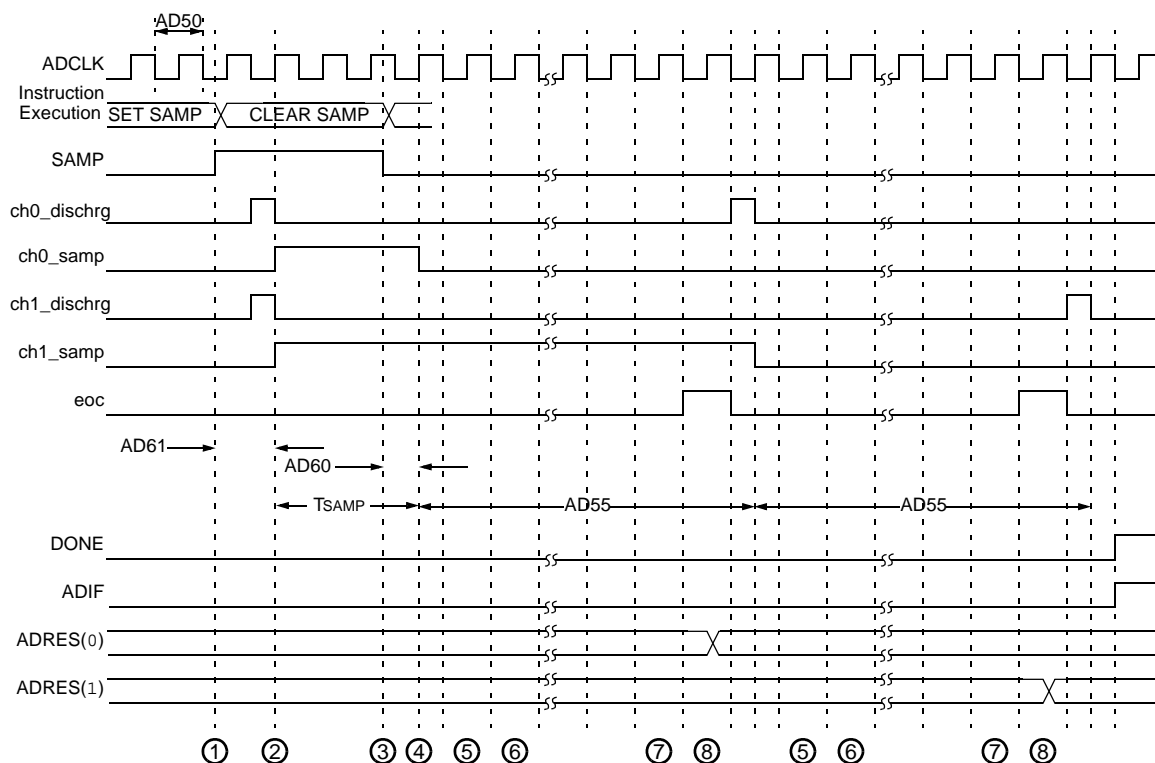 AD50
ADCLK
Instruction
Execution
SET SAMP
CLEAR SAMP
SAMP
ch0_dischrg
ch0_samp
ch1_dischrg
ch1_samp
eoc
AD61
AD60
TSAMP
AD55
AD55
DONE
ADIF
ADRES(0)
ADRES(1)
1 2 3 4 5 6 7 8 5 6 7 8